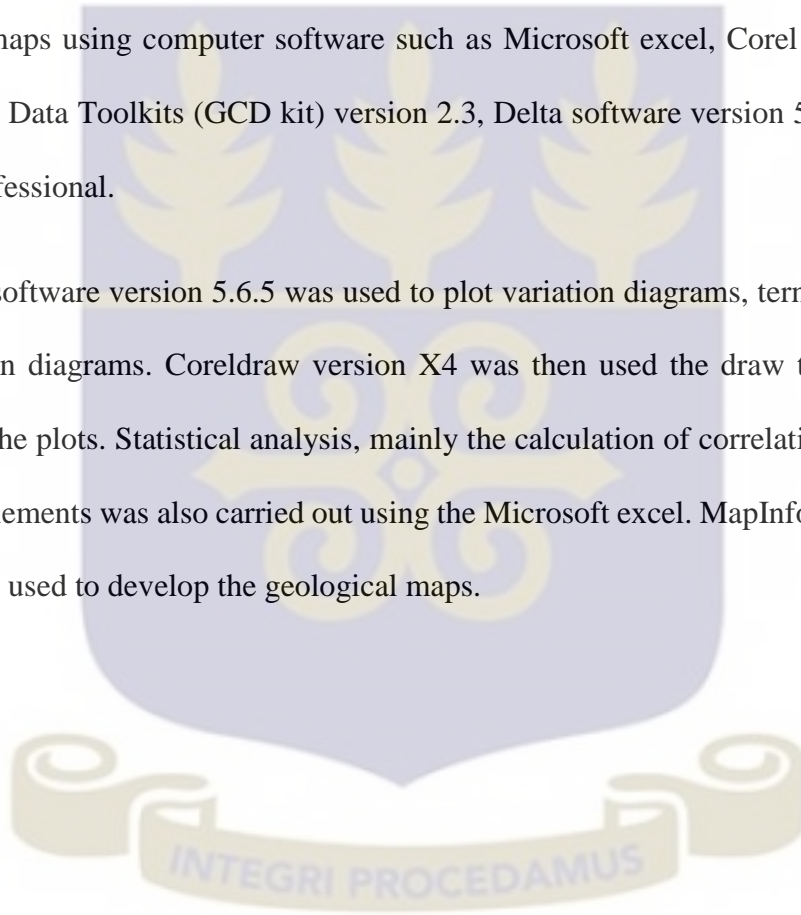 maps using computer software such as Microsoft excel, Corel
Data Toolkits (GCD kit) version 2.3, Delta software version 5
fessional.
software version 5.6.5 was used to plot variation diagrams, tern
n diagrams. Coreldraw version X4 was then used the draw t
he plots. Statistical analysis, mainly the calculation of correlati
lements was also carried out using the Microsoft excel. MapInfo
used to develop the geological maps.
INTEGRI PROCEDAMUS